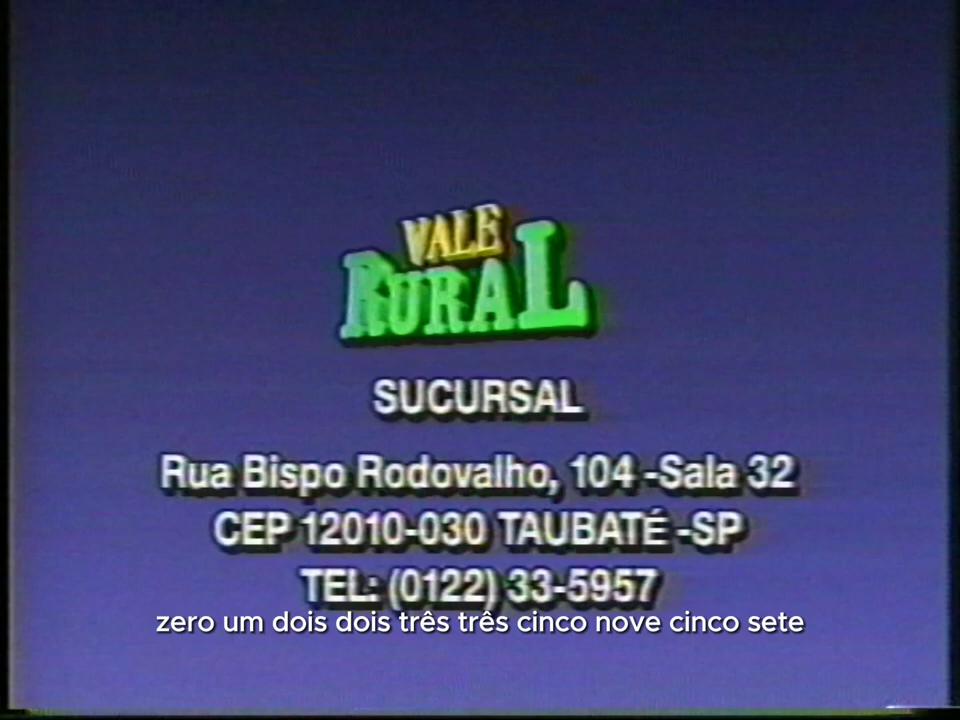 VALE
RURAL
SUCURSAL
Rua Bispo Rodovalho, 104 -Sala 32
CEP 12010-030 TAUBATÉ -SP
TEL: (0122) 33-5957
zero um dois dois três três cinco nove cinco sete